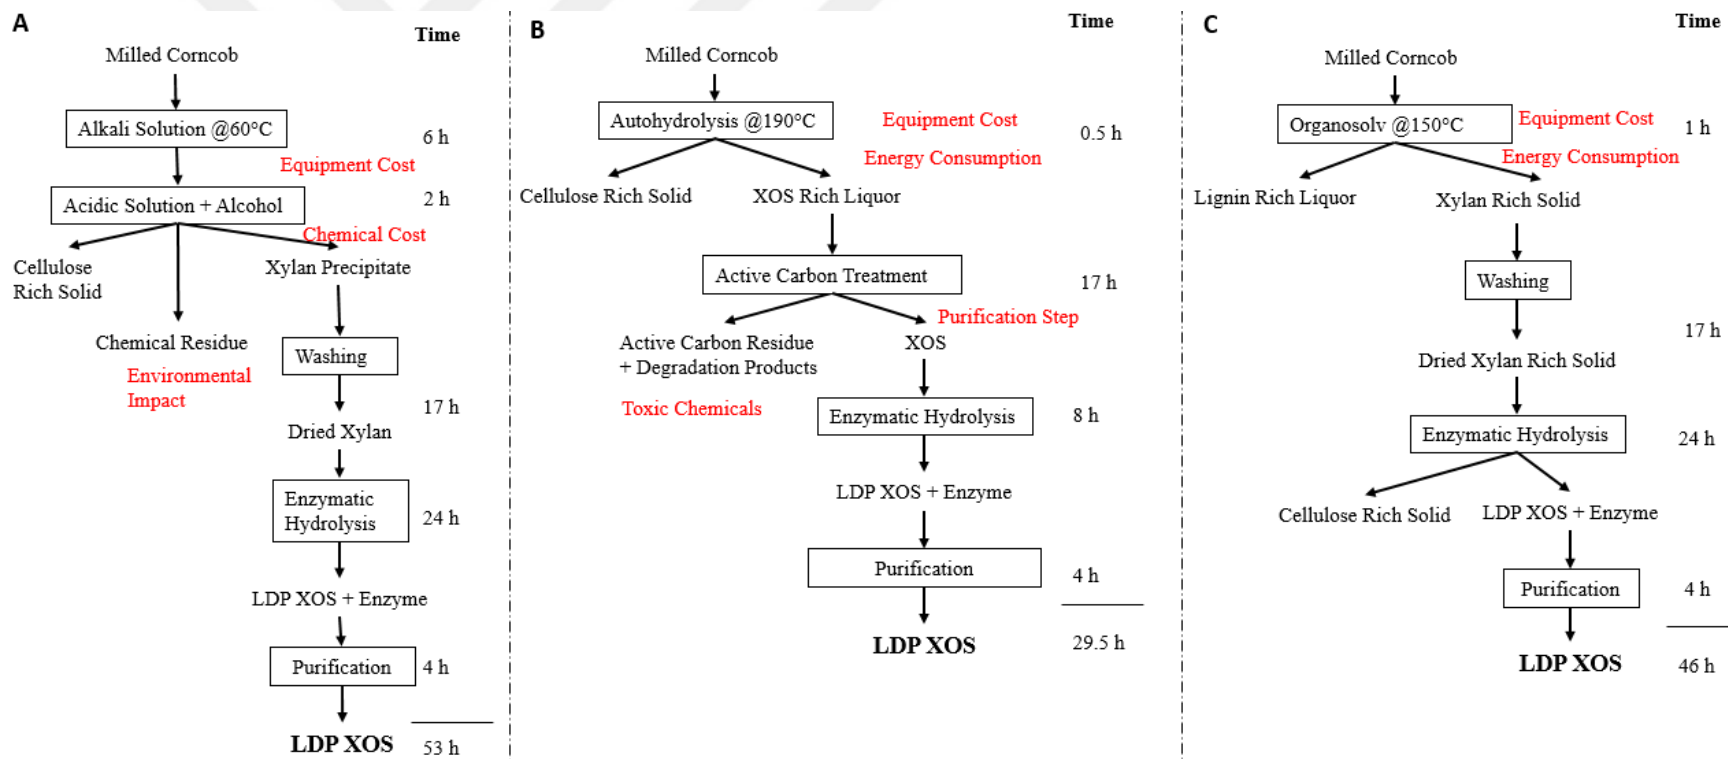 A
Time
Milled Corncob
Alkali Solution @60°C
6 h
Equipment Cost
Acidic Solution + Alcohol
2 h
Chemical Cost
Cellulose
Rich Solid
Xylan Precipitate
Chemical Residue
Environmental
Impact
Washing
17 h
Dried Xylan
Enzymatic
Hydrolysis
24 h
LDP XOS + Enzyme
Purification
4 h
LDP XOS
53 h
B
Time
Milled Corncob
Autohydrolysis @190°C
Equipment Cost
0.5 h
Energy Consumption
Cellulose Rich Solid
XOS Rich Liquor
Active Carbon Treatment
17 h
Purification Step
Active Carbon Residue
+ Degradation Products
XOS
Toxic Chemicals
Enzymatic Hydrolysis
8 h
LDP XOS + Enzyme
Purification
4 h
LDP XOS
29.5 h
C
Time
Milled Corncob
Organosolv @150°C
Equipment Cost
1 h
Energy Consumption
Lignin Rich Liquor
Xylan Rich Solid
Washing
17 h
Dried Xylan Rich Solid
Enzymatic Hydrolysis
24 h
Cellulose Rich Solid
LDP XOS + Enzyme
Purification
4 h
LDP XOS
46 h